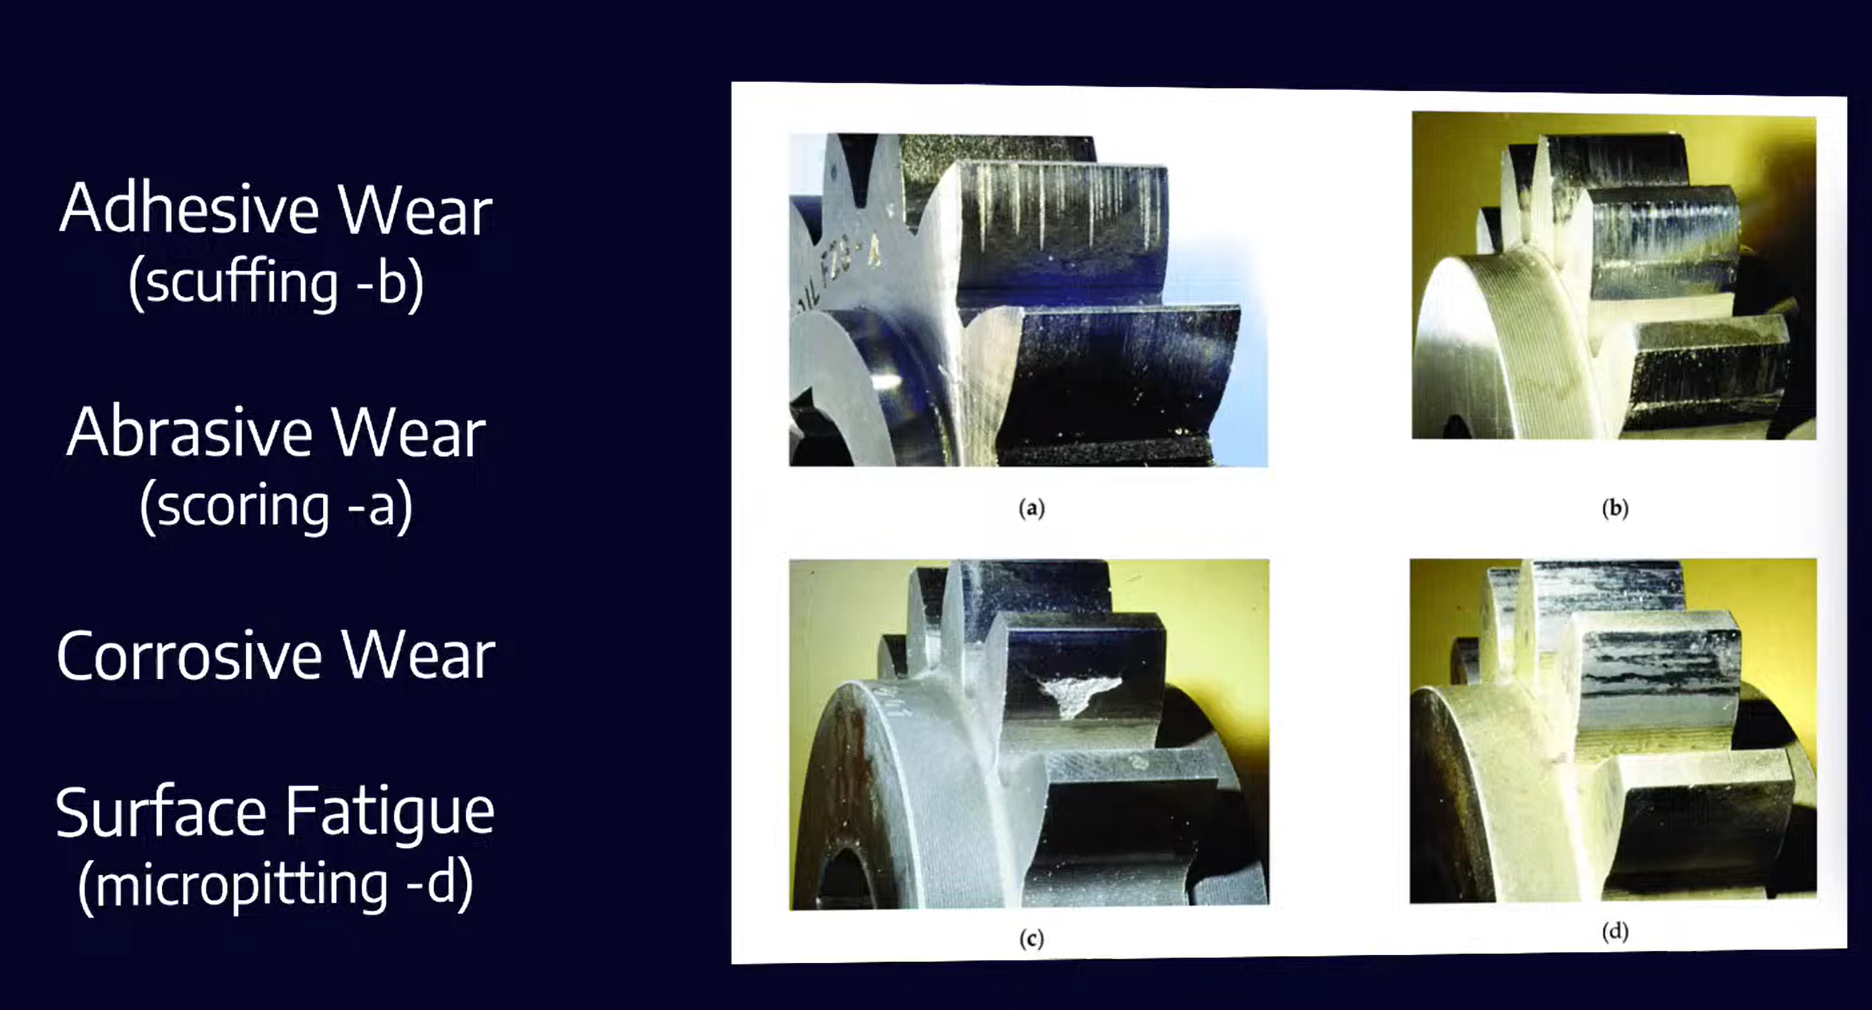 Adhesive Wear
(scuffing -b)
Abrasive Wear
(scoring -a)
Corrosive Wear
Surface Fatigue
(micropitting -d)
(a)
(b)
(c)
(d)